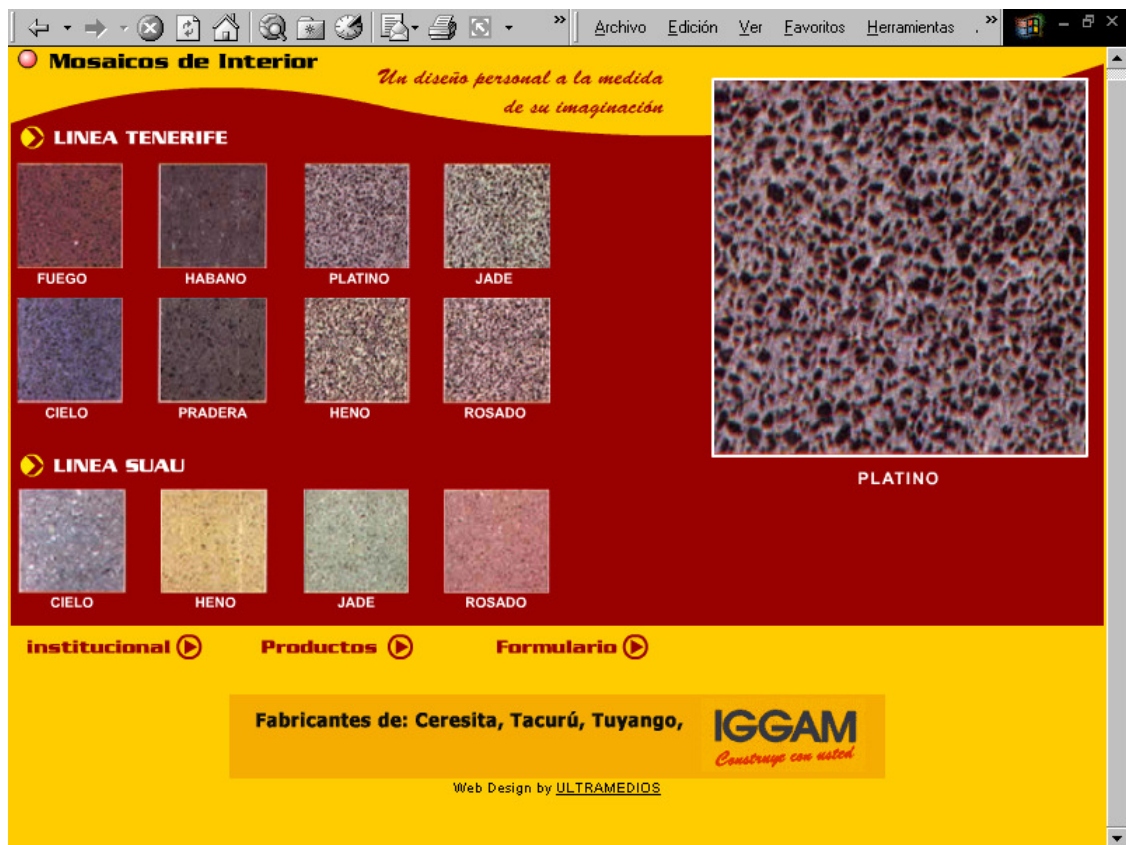 » Archivo Edición Ver Favoritos Herramientas . »
Mosaicos de Interior
Un diseño personal a la medida
de su imaginación
LINEA TENERIFE
FUEGO HABANO PLATINO JADE
CIELO PRADERA HENO ROSADO
PLATINO
LINEA SUAU
CIELO HENO JADE ROSADO
institucional Productos Formulario
Fabricantes de: Ceresita, Tacurú, Tuyango,
IGGAM
Construye con usted
Web Design by ULTRAMEDIOS